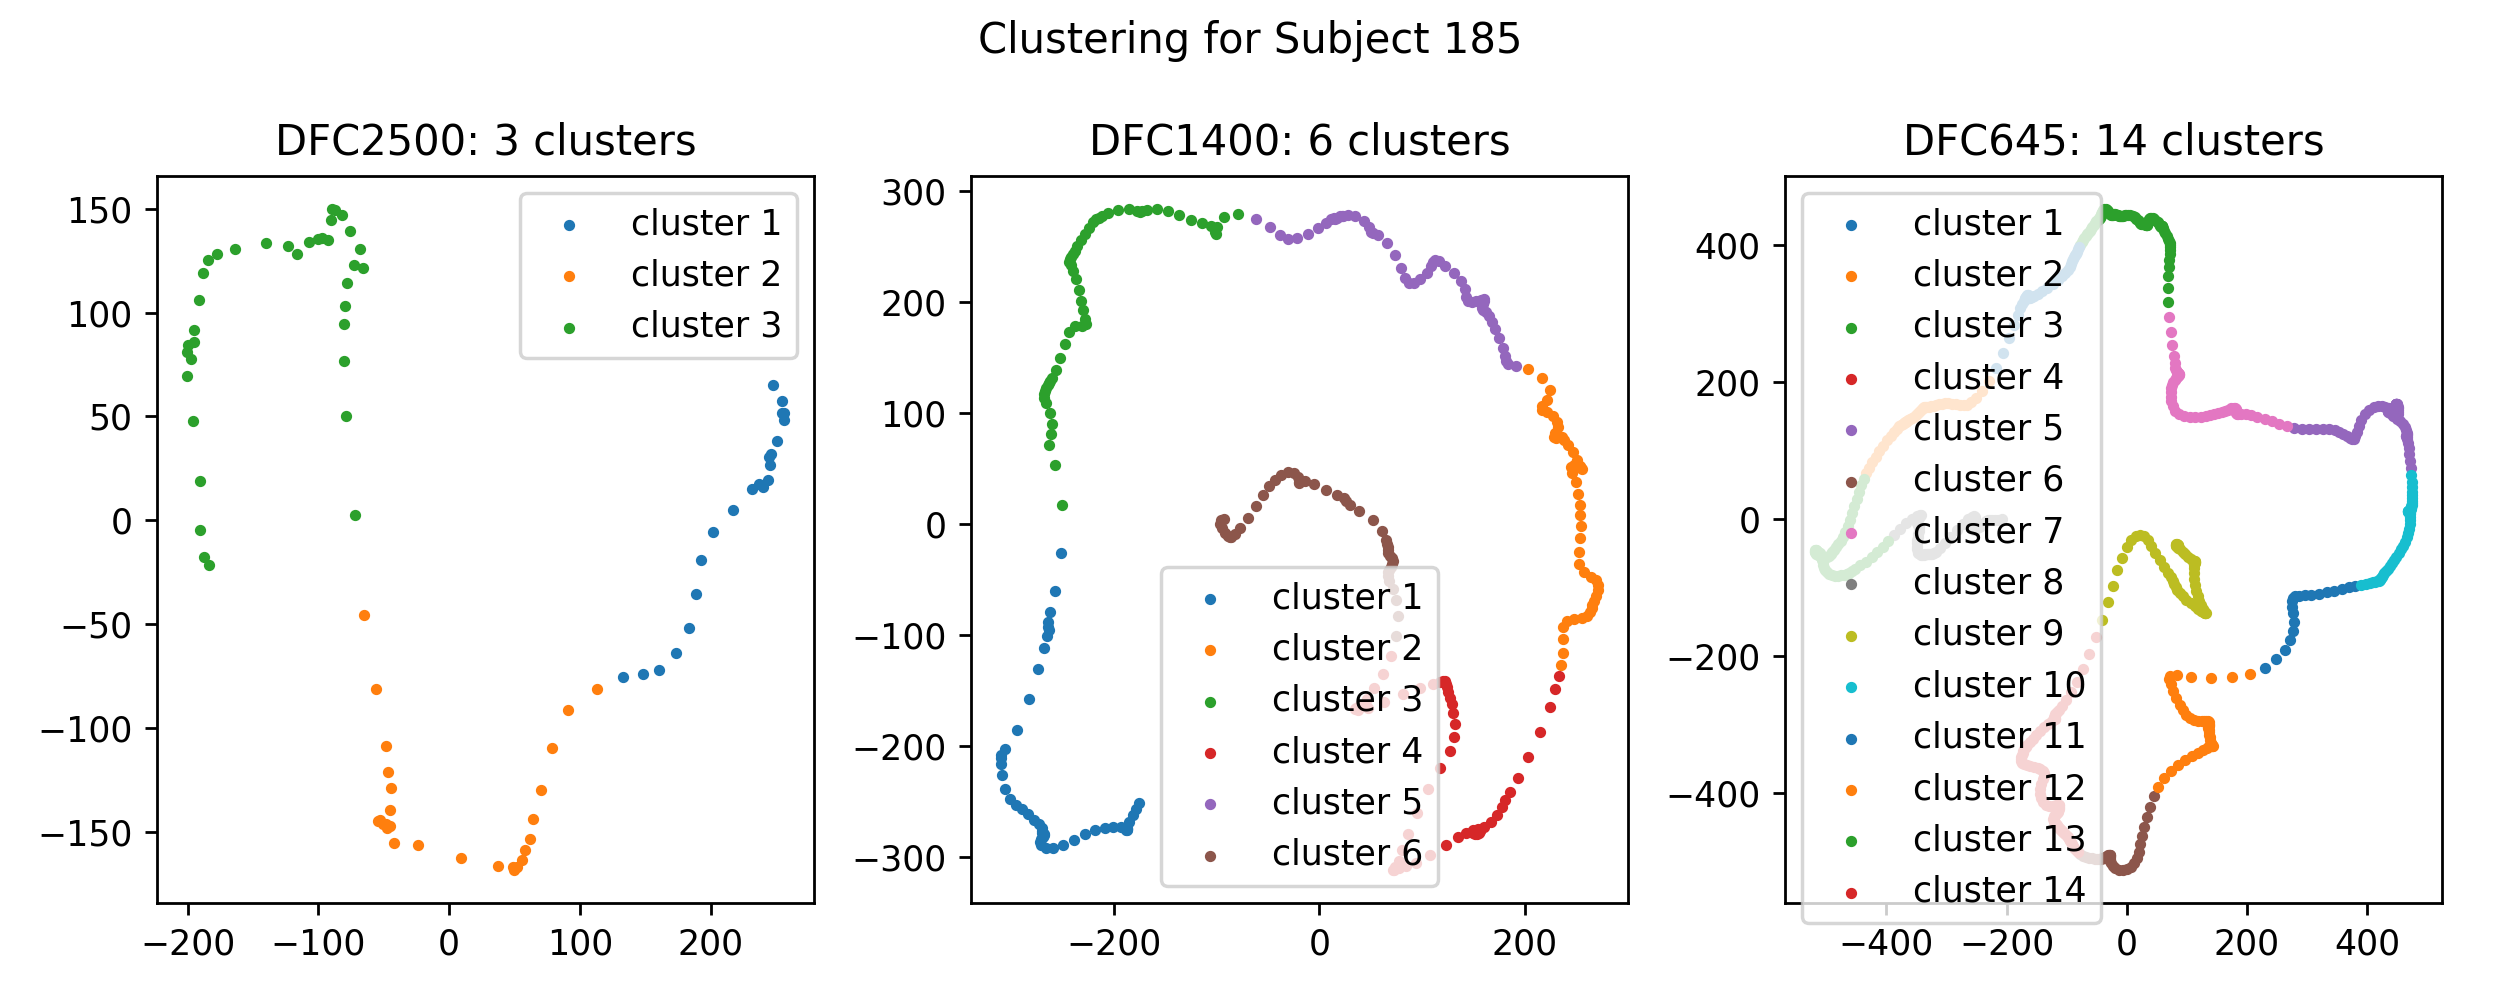 Clustering for Subject 185
DFC2500: 3 clusters
150
100
50
0
−50
−100
−150
−200
−100
0
100
200
cluster 1
cluster 2
cluster 3
DFC1400: 6 clusters
300
200
100
0
−100
−200
−300
−200
0
200
cluster 1
cluster 2
cluster 3
cluster 4
cluster 5
cluster 6
DFC645: 14 clusters
400
200
0
−200
−400
−400
−200
0
200
400
cluster 1
cluster 2
cluster 3
cluster 4
cluster 5
cluster 6
cluster 7
cluster 8
cluster 9
cluster 10
cluster 11
cluster 12
cluster 13
cluster 14